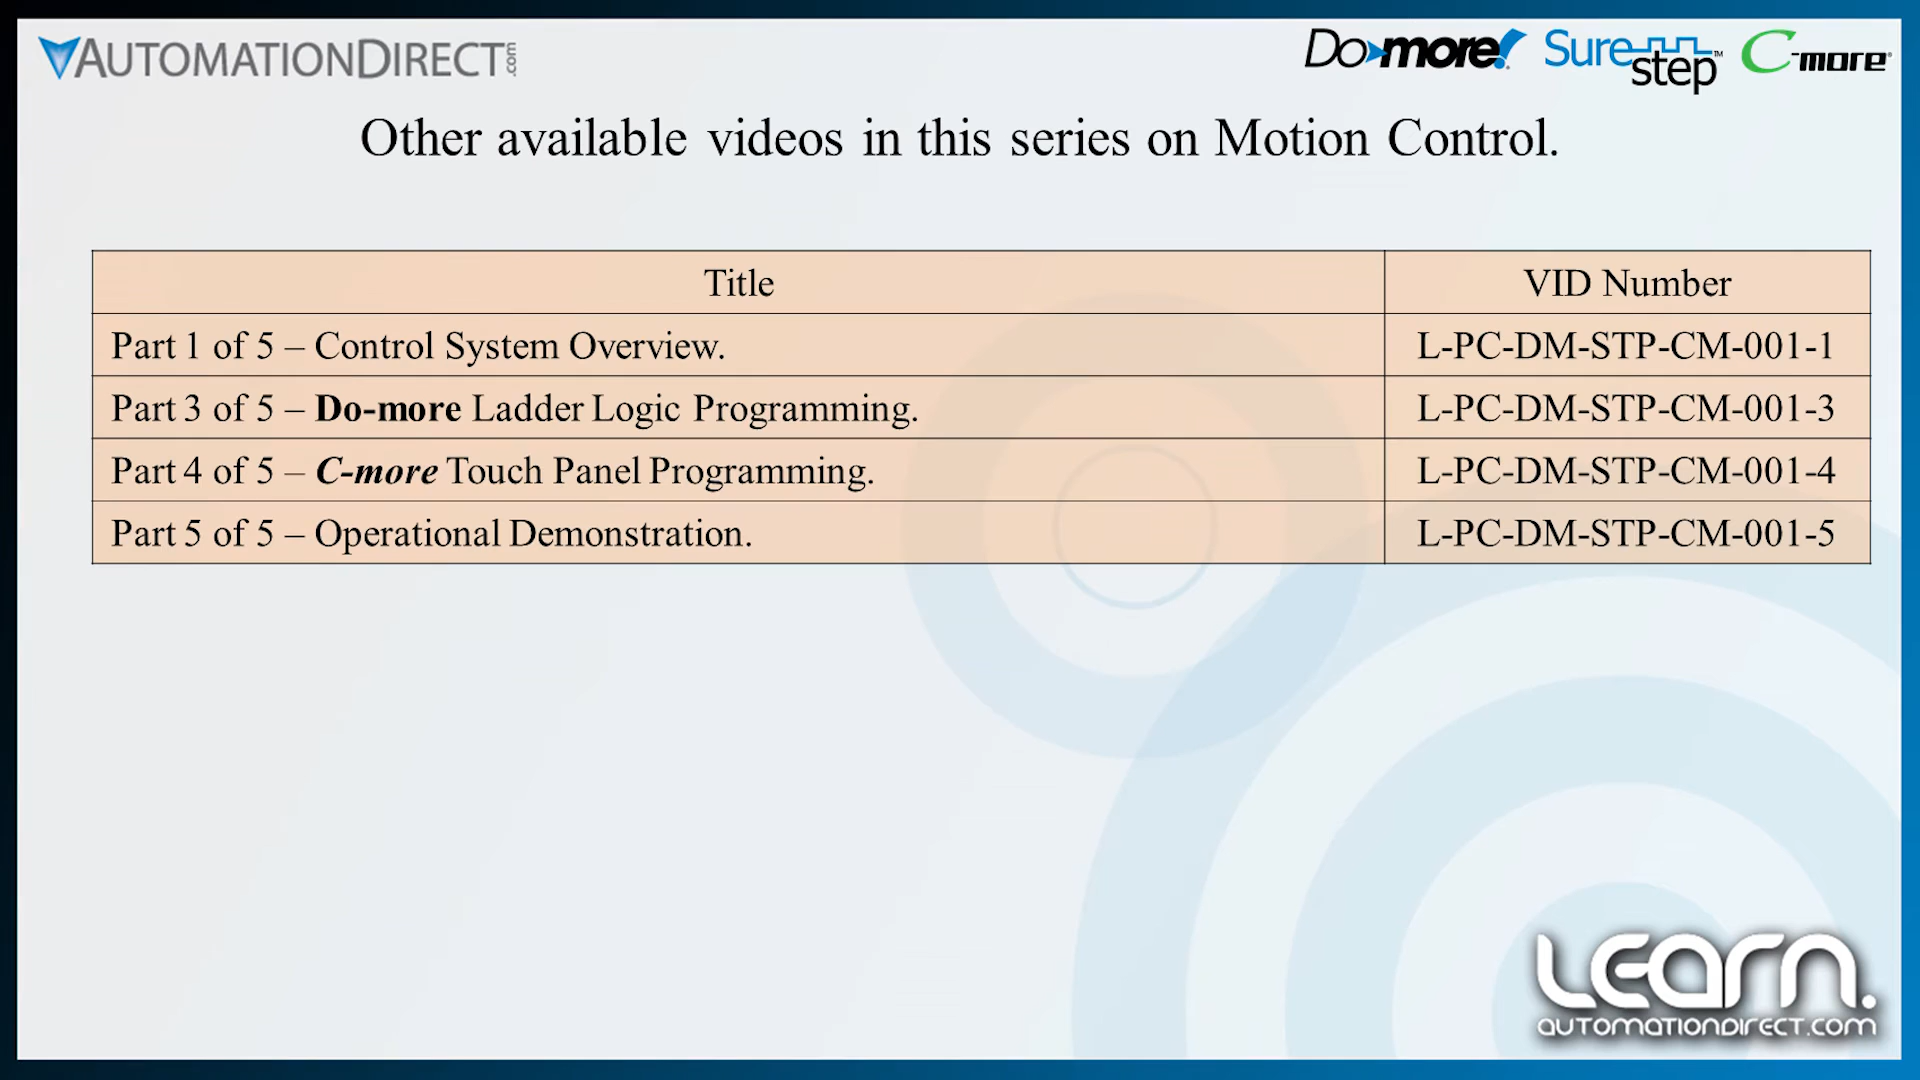 AUTOMATIONDIRECT.com
Do-more! SureStep™ C-more®
Other available videos in this series on Motion Control.
Title VID Number
Part 1 of 5 – Control System Overview. L-PC-DM-STP-CM-001-1
Part 3 of 5 – Do-more Ladder Logic Programming. L-PC-DM-STP-CM-001-3
Part 4 of 5 – C-more Touch Panel Programming. L-PC-DM-STP-CM-001-4
Part 5 of 5 – Operational Demonstration. L-PC-DM-STP-CM-001-5
LEARN.
AUTOMATIONDIRECT.COM